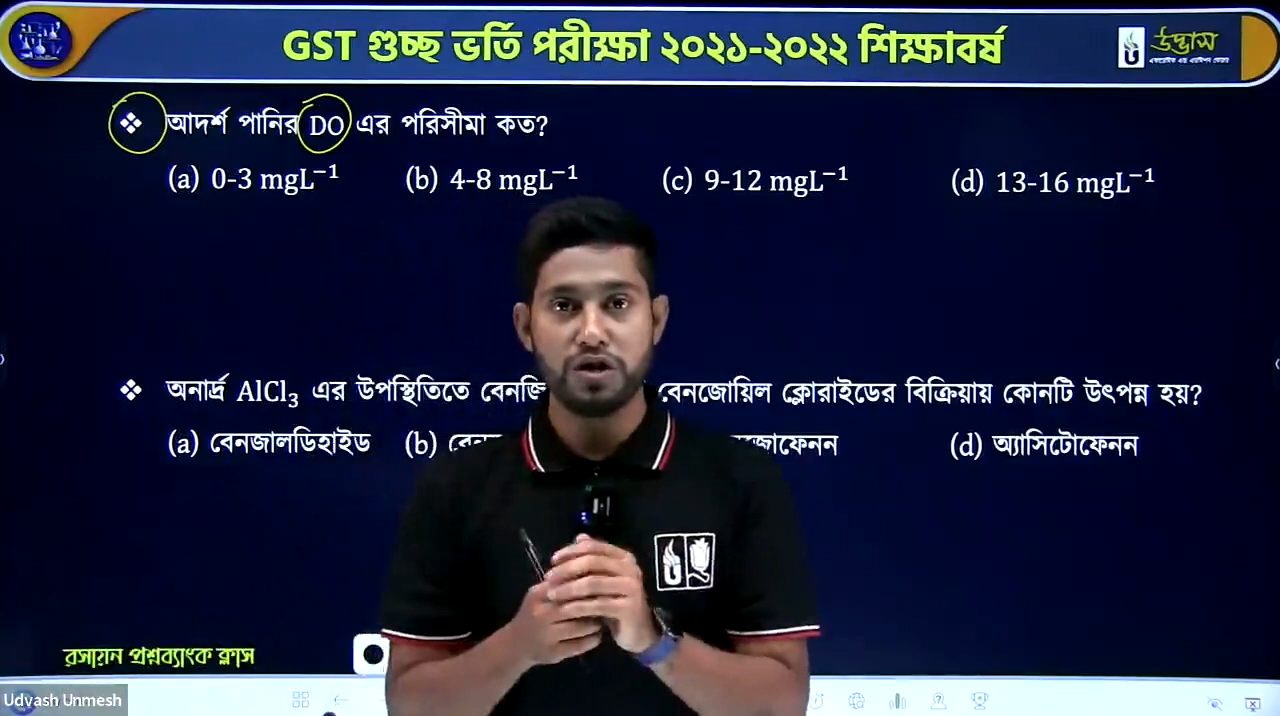 GST গুচ্ছ ভর্তি পরীক্ষা ২০২১-২০২২ শিক্ষাবর্ষ
উদ্ভাস
❖ আদর্শ পানির DO এর পরিসীমা কত?
(a) 0-3 mgL⁻¹ (b) 4-8 mgL⁻¹ (c) 9-12 mgL⁻¹ (d) 13-16 mgL⁻¹
❖ অনার্দ্র AlCl₃ এর উপস্থিতিতে বেনজোয়িল ক্লোরাইডের বিক্রিয়ায় কোনটি উৎপন্ন হয়?
(a) বেনজালডিহাইড (b) (d) অ্যাসিটোফেনন
রসায়ন প্রশ্নব্যাংক ক্লাস
Udvash Unmesh